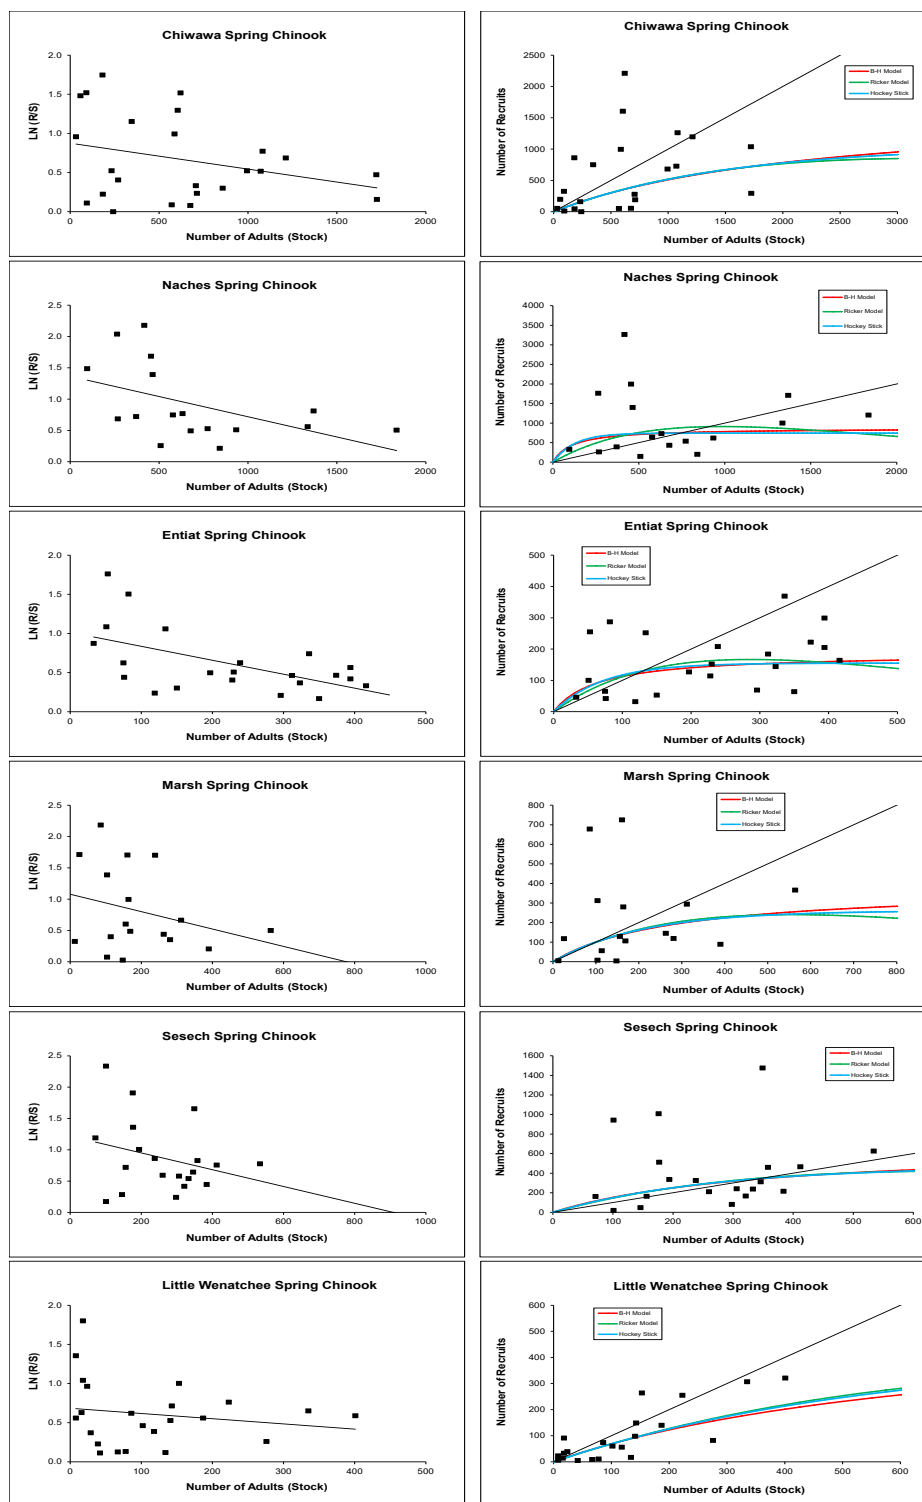 Chiwawa Spring Chinook
LN (R/S)
2.0
1.5
1.0
0.5
0.0
0
500
1000
1500
2000
Number of Adults (Stock)
Chiwawa Spring Chinook
Number of Recruits
2500
2000
1500
1000
500
0
B-H Model
Ricker Model
Hockey Stick
0
500
1000
1500
2000
2500
3000
Number of Adults (Stock)
Naches Spring Chinook
LN (R/S)
2.5
2.0
1.5
1.0
0.5
0.0
0
500
1000
1500
2000
Number of Adults (Stock)
Naches Spring Chinook
Number of Recruits
4000
3500
3000
2500
2000
1500
1000
500
0
B-H Model
Ricker Model
Hockey Stick
0
500
1000
1500
2000
Number of Adults (Stock)
Entiat Spring Chinook
LN (R/S)
2.0
1.5
1.0
0.5
0.0
0
100
200
300
400
500
Number of Adults (Stock)
Entiat Spring Chinook
Number of Recruits
500
400
300
200
100
0
B-H Model
Ricker Model
Hockey Stick
0
100
200
300
400
500
Number of Adults (Stock)
Marsh Spring Chinook
LN (R/S)
2.5
2.0
1.5
1.0
0.5
0.0
0
200
400
600
800
1000
Number of Adults (Stock)
Marsh Spring Chinook
Number of Recruits
800
700
600
500
400
300
200
100
0
B-H Model
Ricker Model
Hockey Stick
0
100
200
300
400
500
600
700
800
Number of Adults (Stock)
Sesech Spring Chinook
LN (R/S)
2.5
2.0
1.5
1.0
0.5
0.0
0
200
400
600
800
1000
Number of Adults (Stock)
Sesech Spring Chinook
Number of Recruits
1600
1400
1200
1000
800
600
400
200
0
B-H Model
Ricker Model
Hockey Stick
0
100
200
300
400
500
600
Number of Adults (Stock)
Little Wenatchee Spring Chinook
LN (R/S)
2.0
1.5
1.0
0.5
0.0
0
100
200
300
400
500
Number of Adults (Stock)
Little Wenatchee Spring Chinook
Number of Recruits
600
500
400
300
200
100
0
B-H Model
Ricker Model
Hockey Stick
0
100
200
300
400
500
600
Number of Adults (Stock)